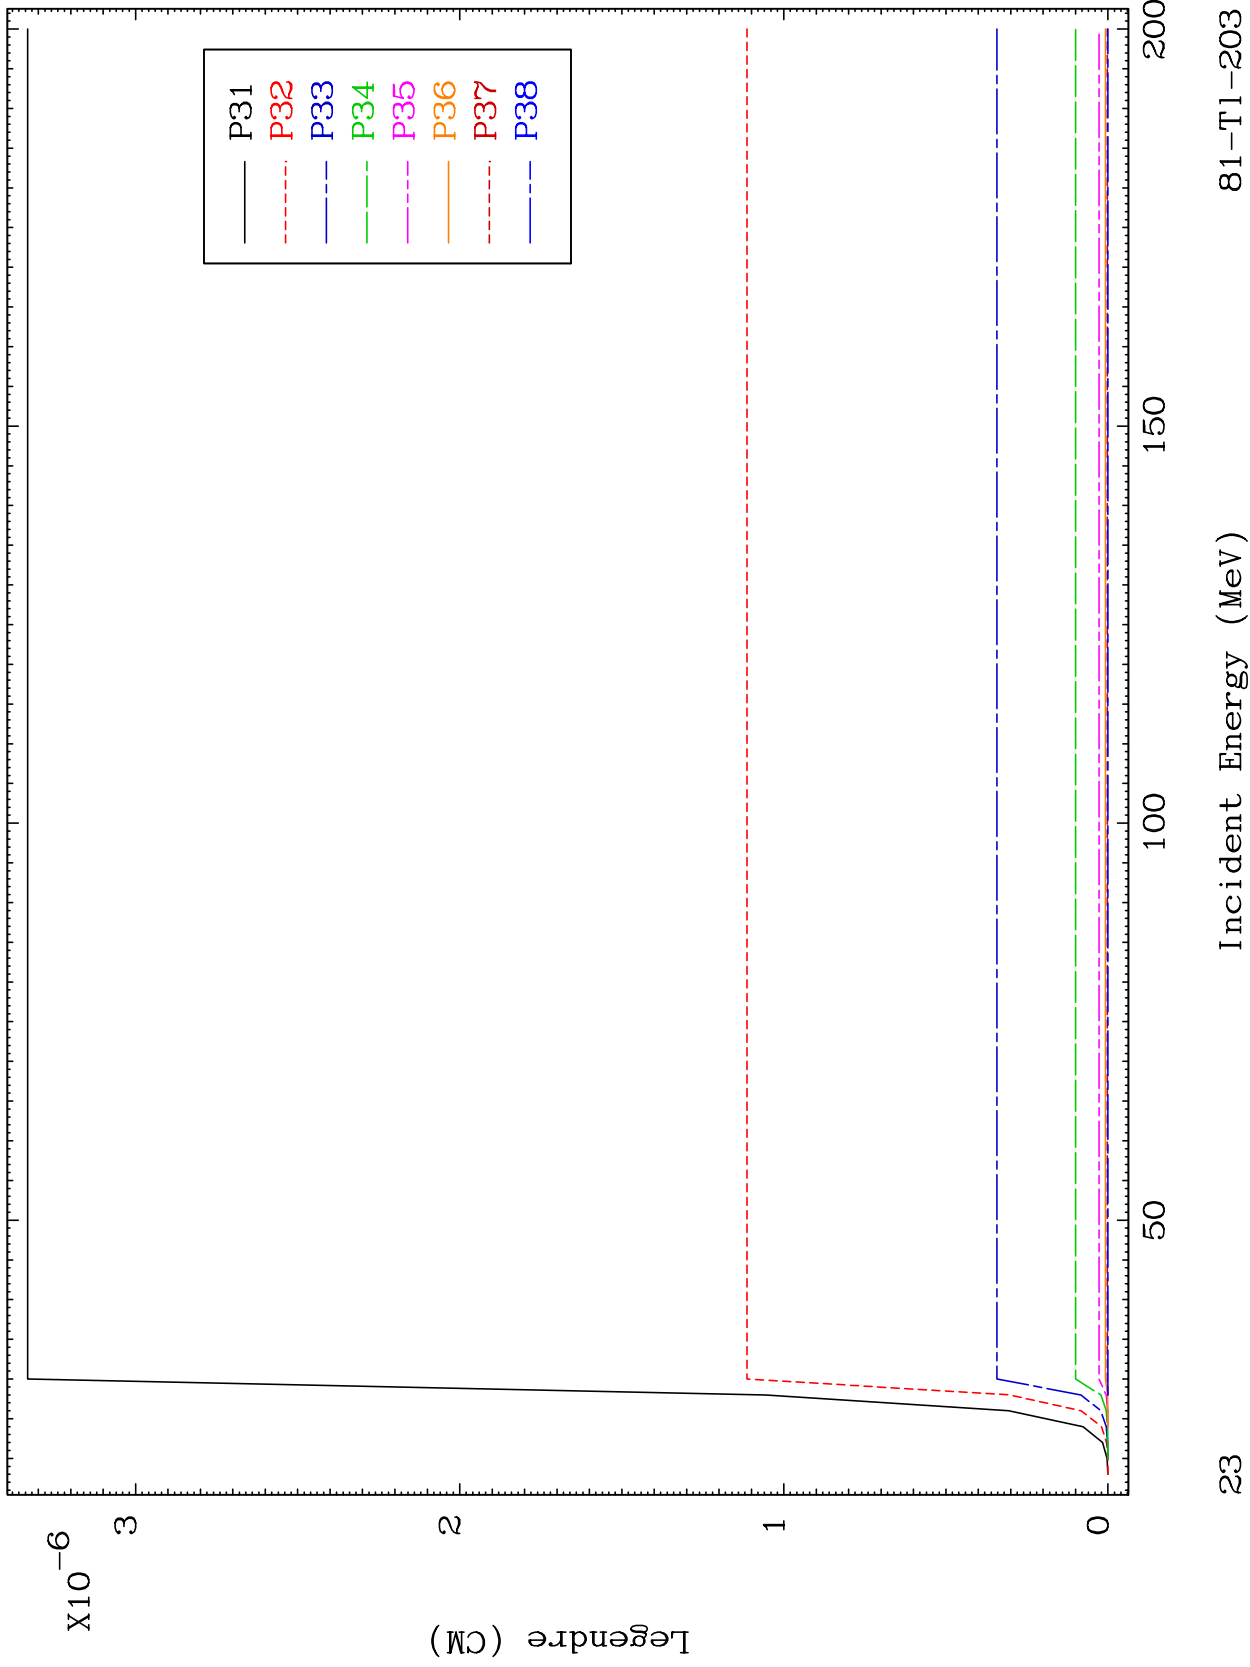 X10-6
3
2
1
0
Legendre (CM)
P31
P32
P33
P34
P35
P36
P37
P38
50
100
150
200
Incident Energy (MeV)
23
81-Tl-203